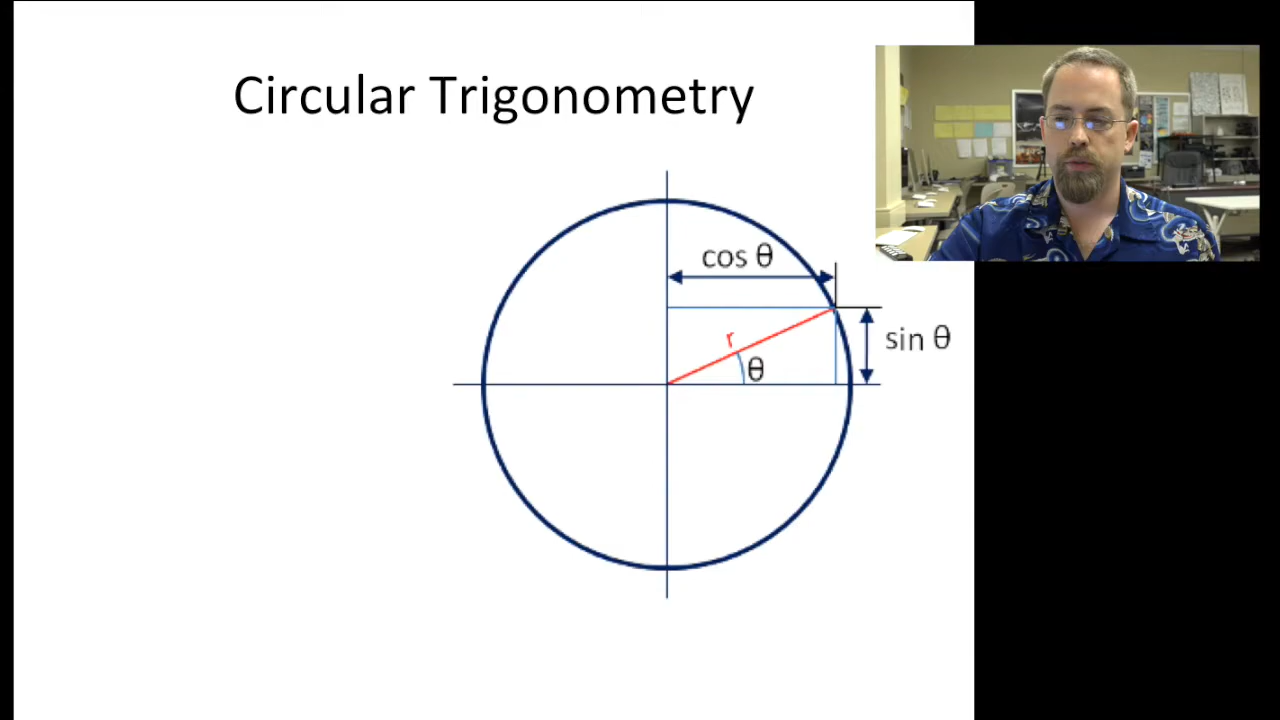 Circular Trigonometry
cos θ
r
θ
sin θ